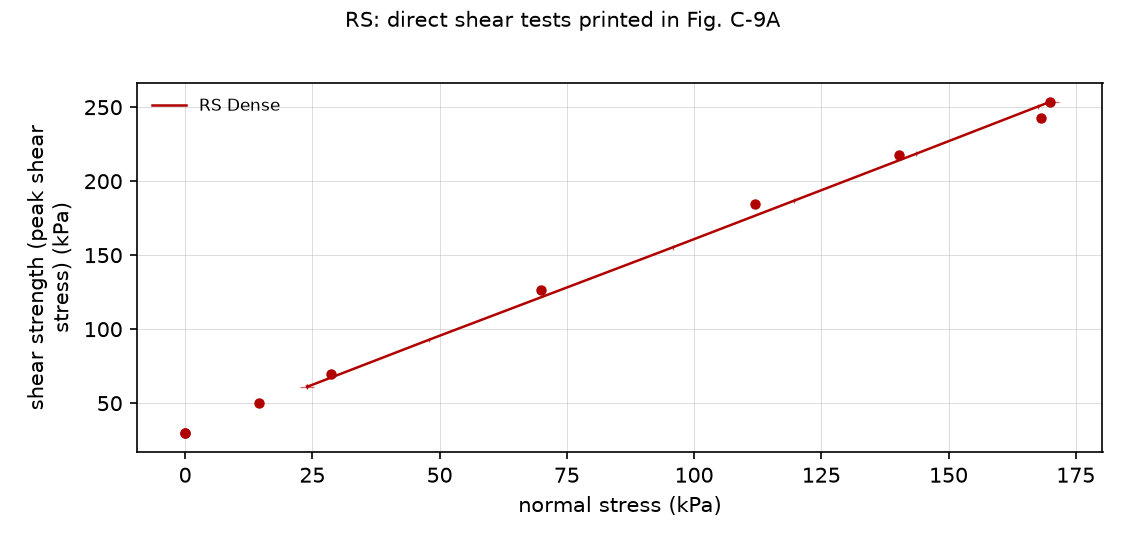 RS: direct shear tests printed in Fig. C-9A
RS Dense
250
200
150
100
50
shear strength (peak shear
stress) (kPa)
0 25 50 75 100 125 150 175
normal stress (kPa)